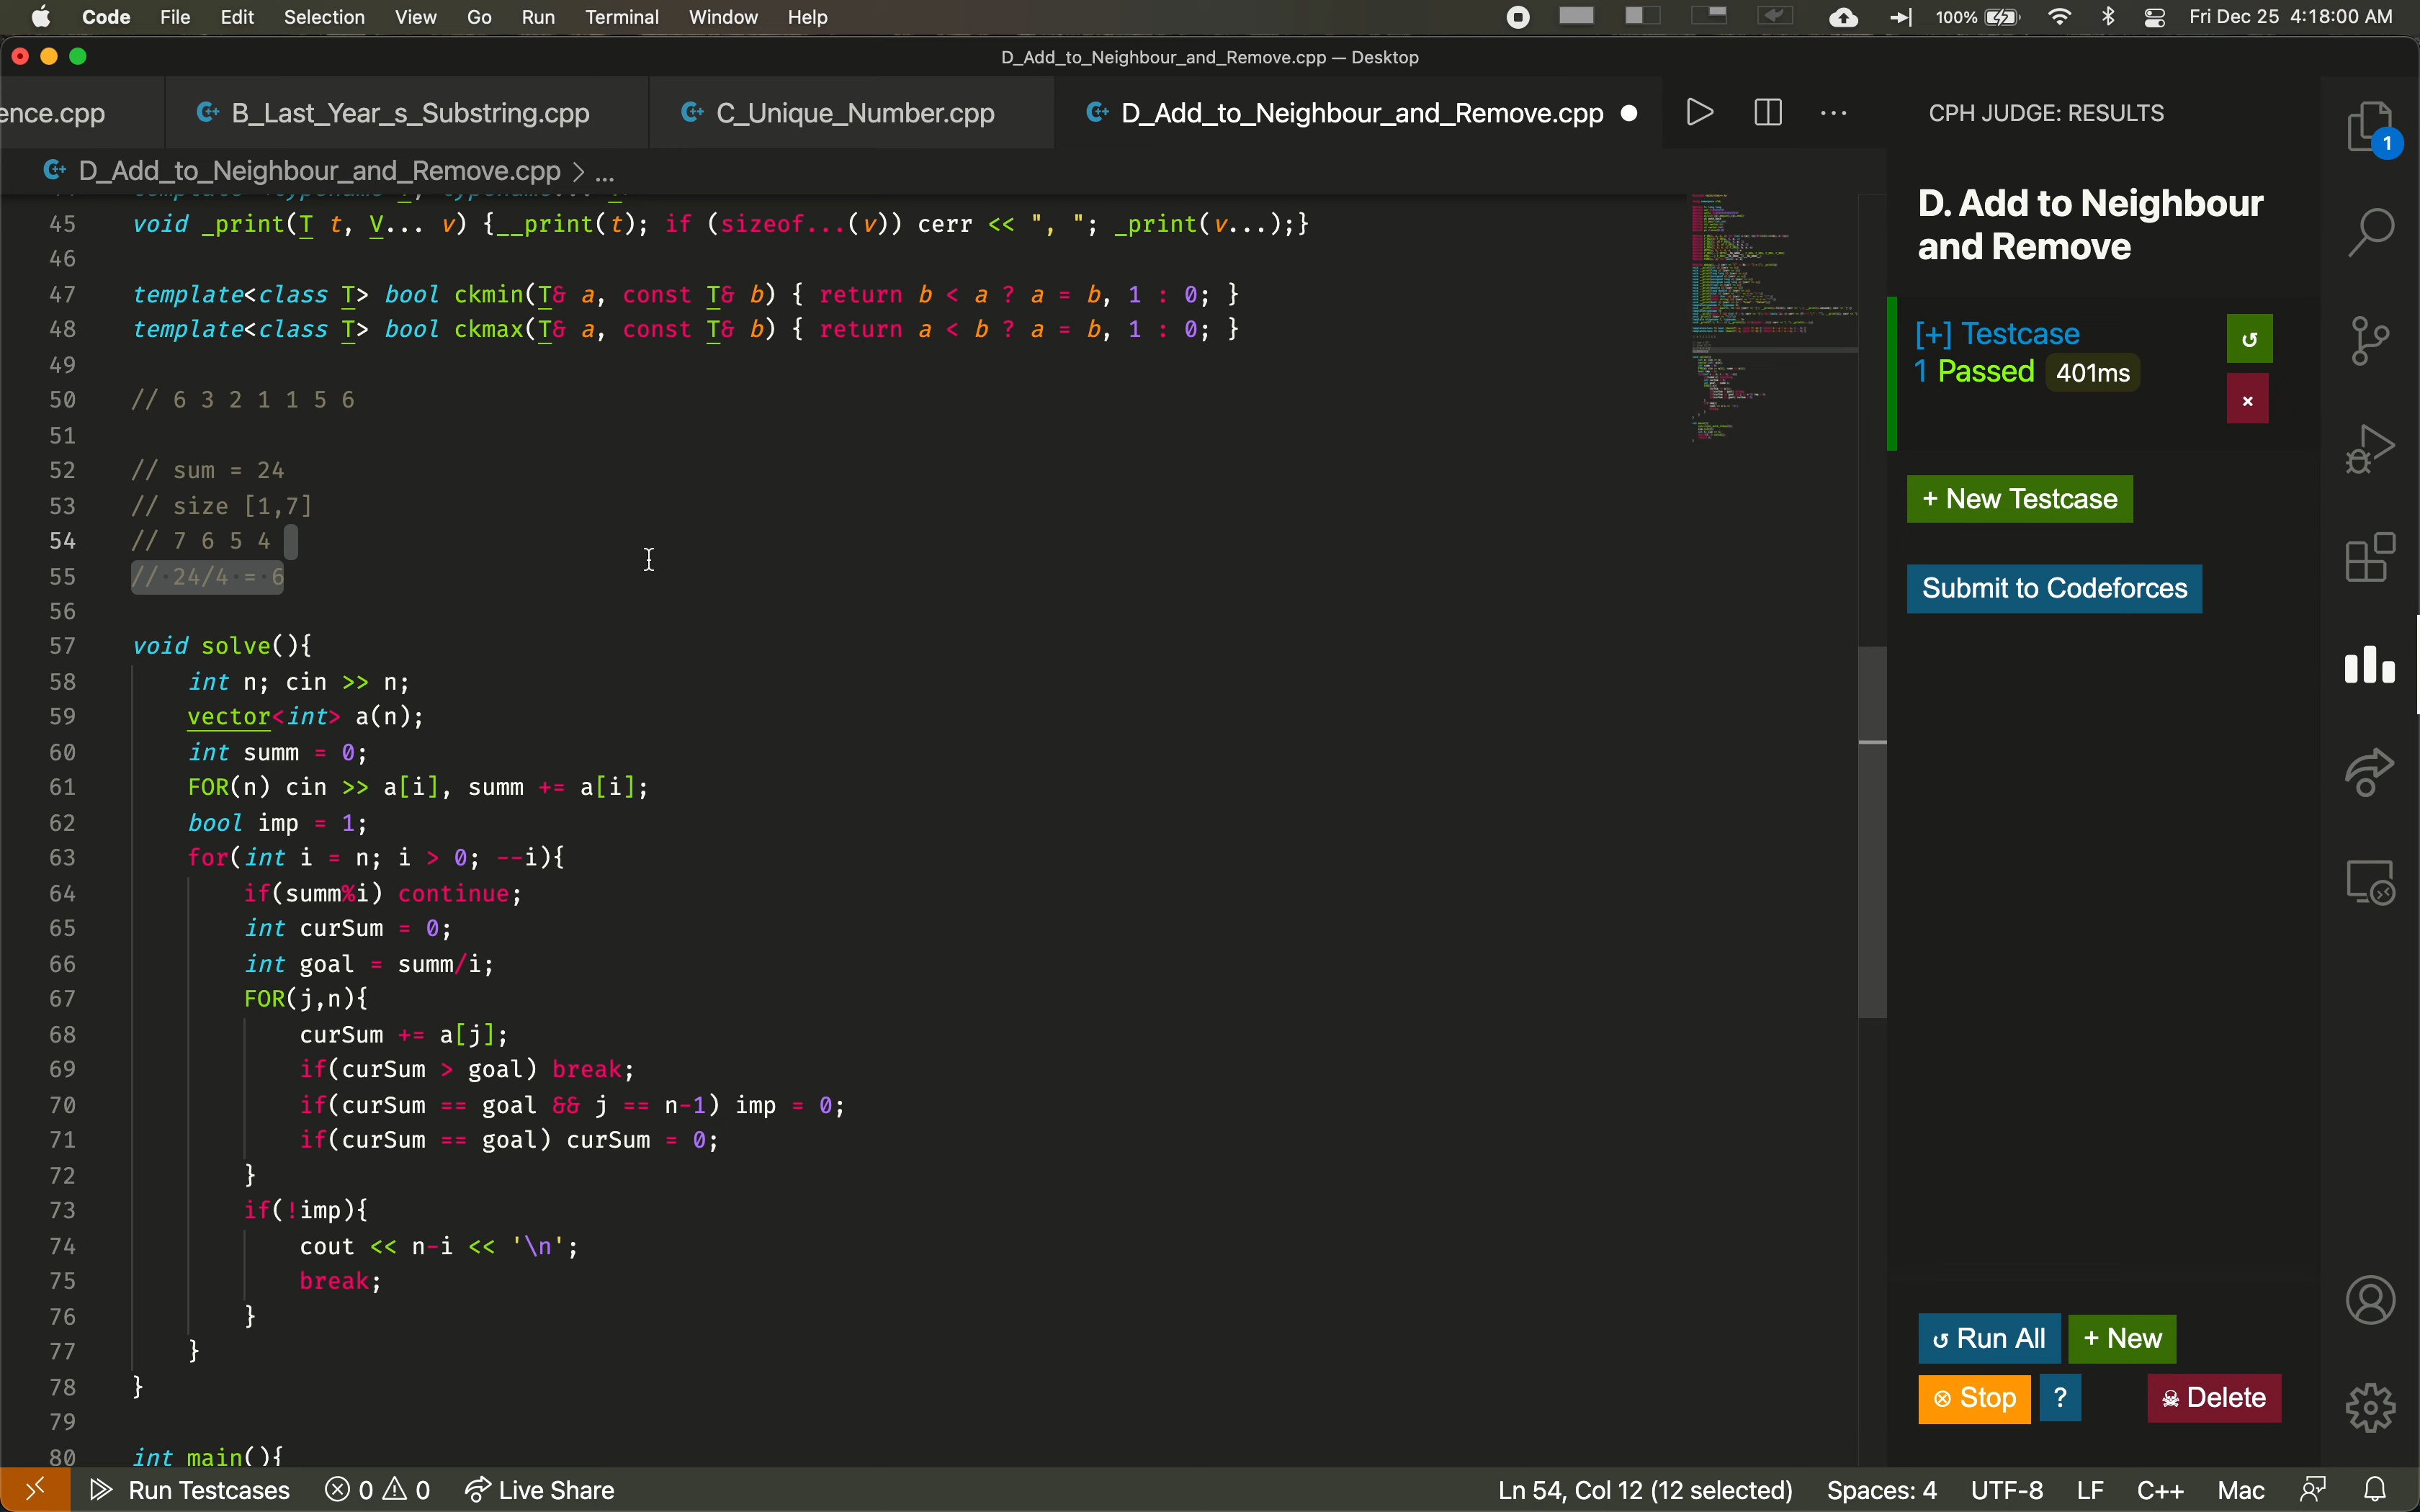 Code File Edit Selection View Go Run Terminal Window Help 100% Fri Dec 25 4:18:00 AM
D_Add_to_Neighbour_and_Remove.cpp — Desktop
ence.cpp B_Last_Year_s_Substring.cpp C_Unique_Number.cpp D_Add_to_Neighbour_and_Remove.cpp
D_Add_to_Neighbour_and_Remove.cpp > ...
45 void _print(T t, V... v) {__print(t); if (sizeof...(v)) cerr << ", "; _print(v...);}
46
47 template<class T> bool ckmin(T& a, const T& b) { return b < a ? a = b, 1 : 0; }
48 template<class T> bool ckmax(T& a, const T& b) { return a < b ? a = b, 1 : 0; }
49
50 // 6 3 2 1 1 5 6
51
52 // sum = 24
53 // size [1,7]
54 // 7 6 5 4
55 // 24/4 = 6
56
57 void solve(){
58 int n; cin >> n;
59 vector<int> a(n);
60 int summ = 0;
61 FOR(n) cin >> a[i], summ += a[i];
62 bool imp = 1;
63 for(int i = n; i > 0; --i){
64 if(summ%i) continue;
65 int curSum = 0;
66 int goal = summ/i;
67 FOR(j,n){
68 curSum += a[j];
69 if(curSum > goal) break;
70 if(curSum == goal && j == n-1) imp = 0;
71 if(curSum == goal) curSum = 0;
72 }
73 if(!imp){
74 cout << n-i << '\n';
75 break;
76 }
77 }
78 }
79
80 int main(){
CPH JUDGE: RESULTS
1
D. Add to Neighbour
and Remove
[+] Testcase
1 Passed 401ms
+ New Testcase
Submit to Codeforces
Run All + New
Stop ? Delete
Run Testcases 0 0 Live Share Ln 54, Col 12 (12 selected) Spaces: 4 UTF-8 LF C++ Mac